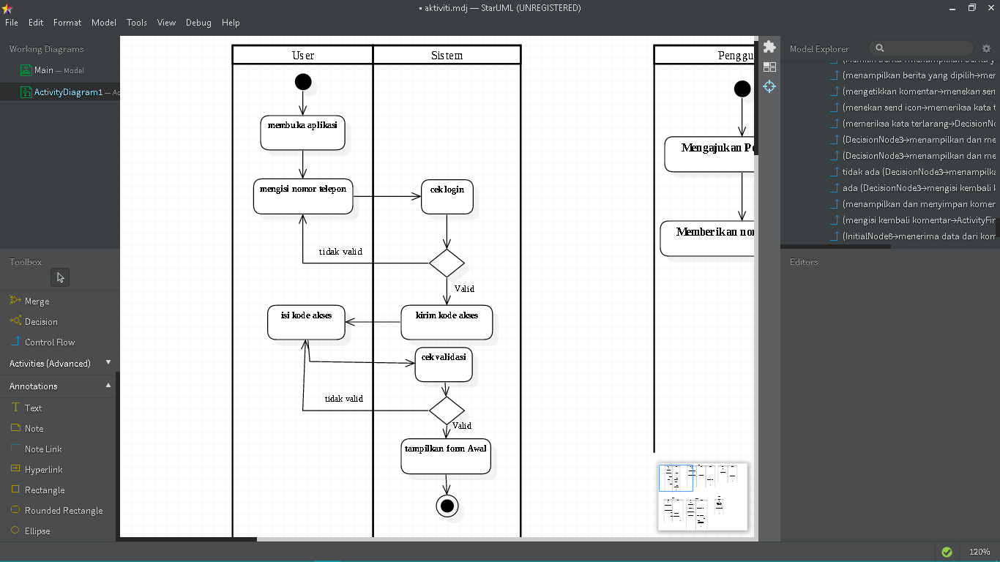 • aktiviti.mdj — StarUML (UNREGISTERED)
File Edit Format Model Tools View Debug Help
Working Diagrams
Main — Model
ActivityDiagram1 — Ac
Toolbox
Merge
Decision
Control Flow
Activities (Advanced)
Annotations
Text
Note
Note Link
Hyperlink
Rectangle
Rounded Rectangle
Ellipse
User
Sistem
membuka aplikasi
mengisi nomor telepon
cek login
tidak valid
Valid
isi kode akses
kirim kode akses
cek validasi
tidak valid
Valid
tampilkan form Awal
Penggu
Mengajukan Pe
Memberikan nor
Model Explorer
(menampilkan berita yang dipilih→mer
(mengetikkan komentar→menekan sen
(menekan send icon→memeriksa kata t
(memeriksa kata terlarang→DecisionNo
(DecisionNode3→menampilkan dan me
(DecisionNode3→menampilkan dan me
tidak ada (DecisionNode3→menampilka
ada (DecisionNode3→mengisi kembali k
(menampilkan dan menyimpan komer
(mengisi kembali komentar→ActivityFir
(InitialNode6→menerima data dari kom
Editors
120%